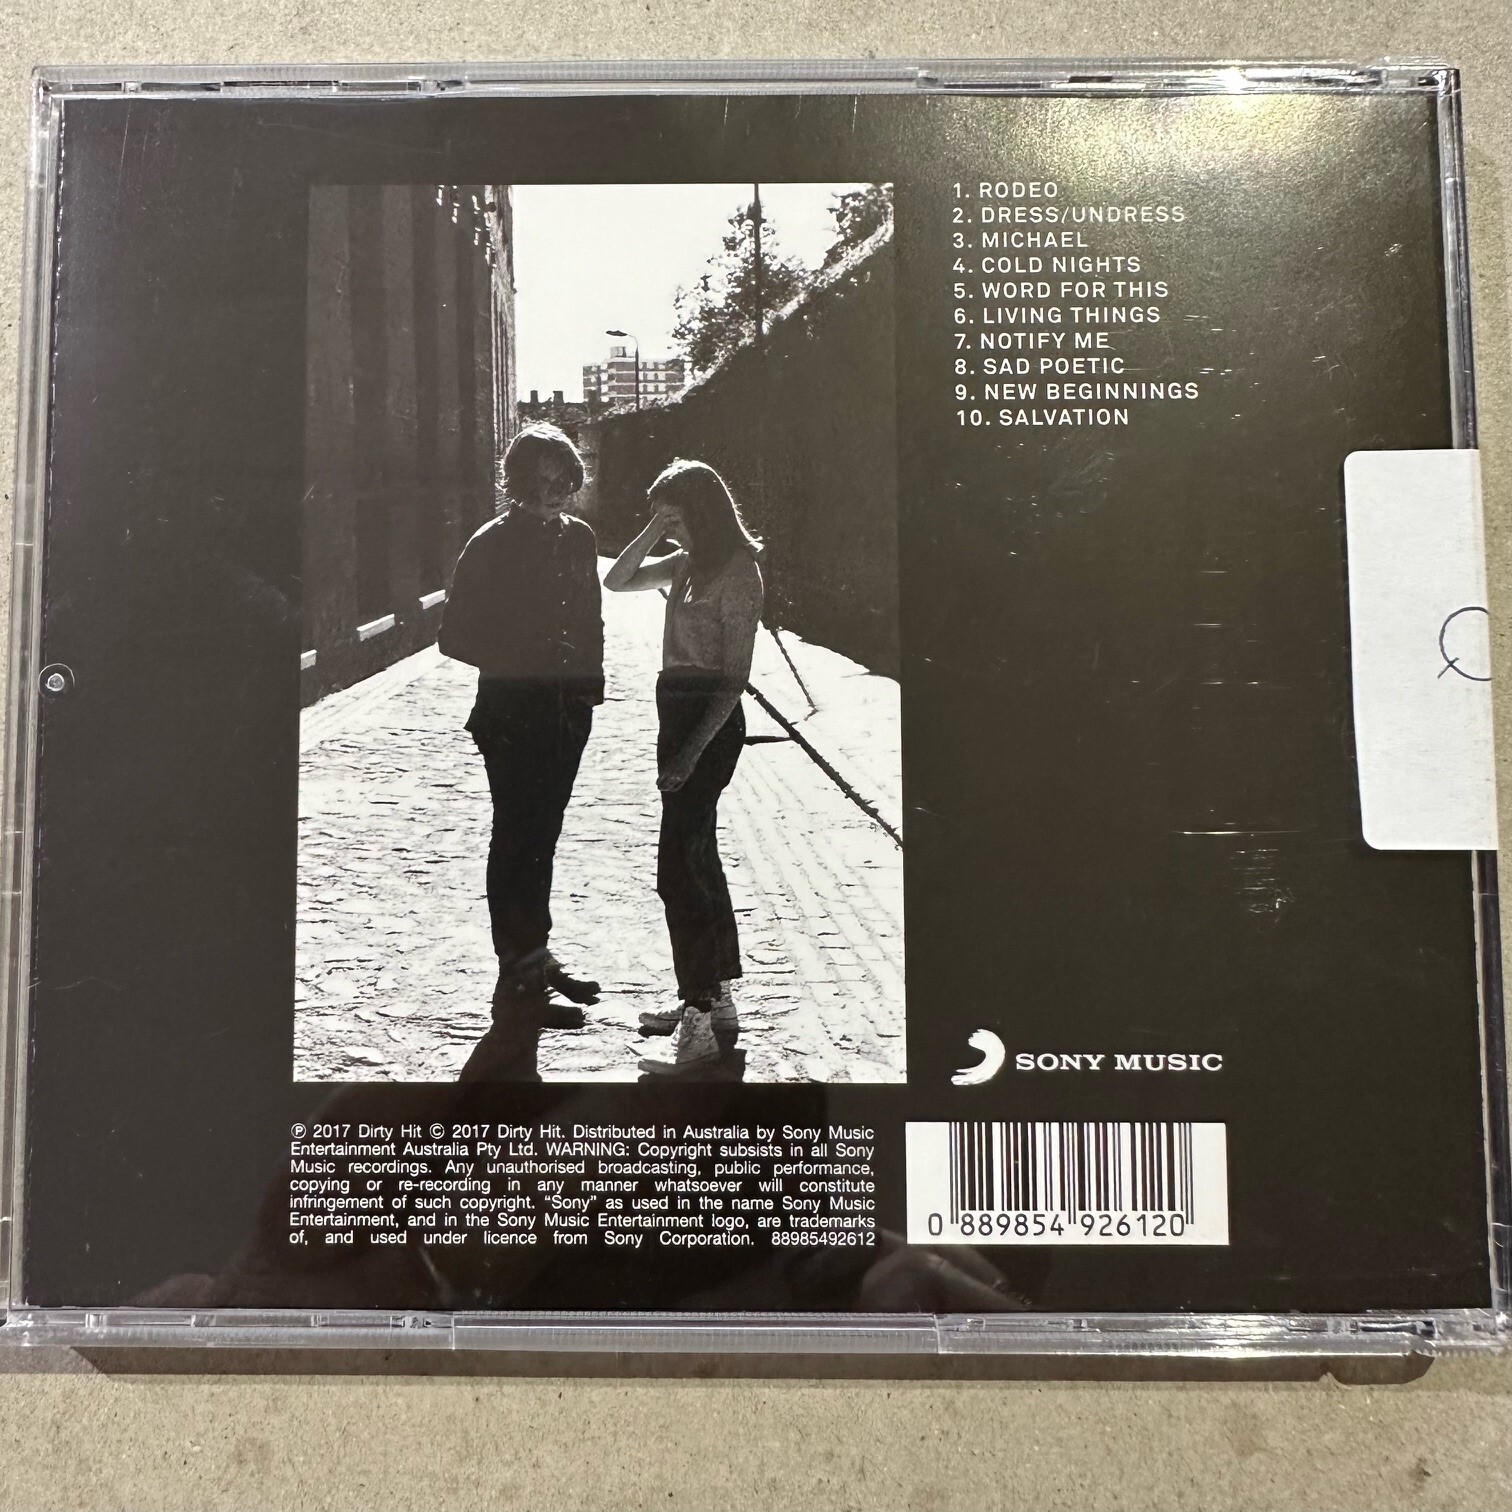 1. RODEO
2. DRESS/UNDRESS
3. MICHAEL
4. COLD NIGHTS
5. WORD FOR THIS
6. LIVING THINGS
7. NOTIFY ME
8. SAD POETIC
9. NEW BEGINNINGS
10. SALVATION
SONY MUSIC
℗ 2017 Dirty Hit © 2017 Dirty Hit. Distributed in Australia by Sony Music
Entertainment Australia Pty Ltd. WARNING: Copyright subsists in all Sony
Music recordings. Any unauthorised broadcasting, public performance,
copying or re-recording in any manner whatsoever will constitute
infringement of such copyright. “Sony” as used in the name Sony Music
Entertainment, and in the Sony Music Entertainment logo, are trademarks
of, and used under licence from Sony Corporation. 88985492612
0 889854 926120